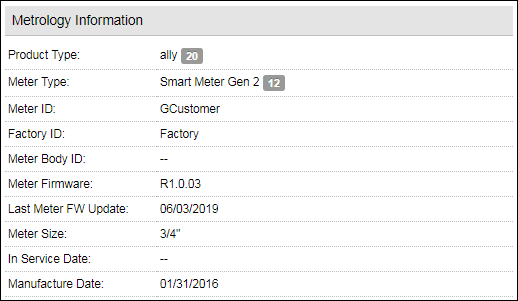 Metrology Information
Product Type: ally 20
Meter Type: Smart Meter Gen 2 12
Meter ID: GCustomer
Factory ID: Factory
Meter Body ID: --
Meter Firmware: R1.0.03
Last Meter FW Update: 06/03/2019
Meter Size: 3/4"
In Service Date: --
Manufacture Date: 01/31/2016